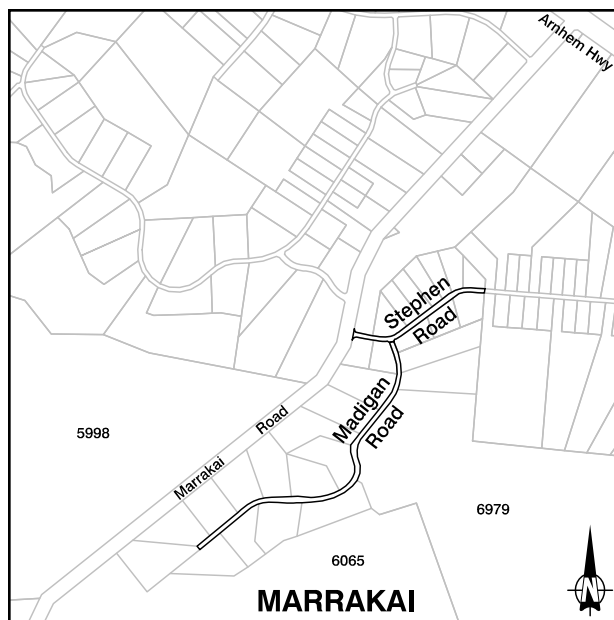 Arnhem Hwy
Stephen
Road
Madigan
Road
Marrakai Road
5998
6979
6065
MARRAKAI
N